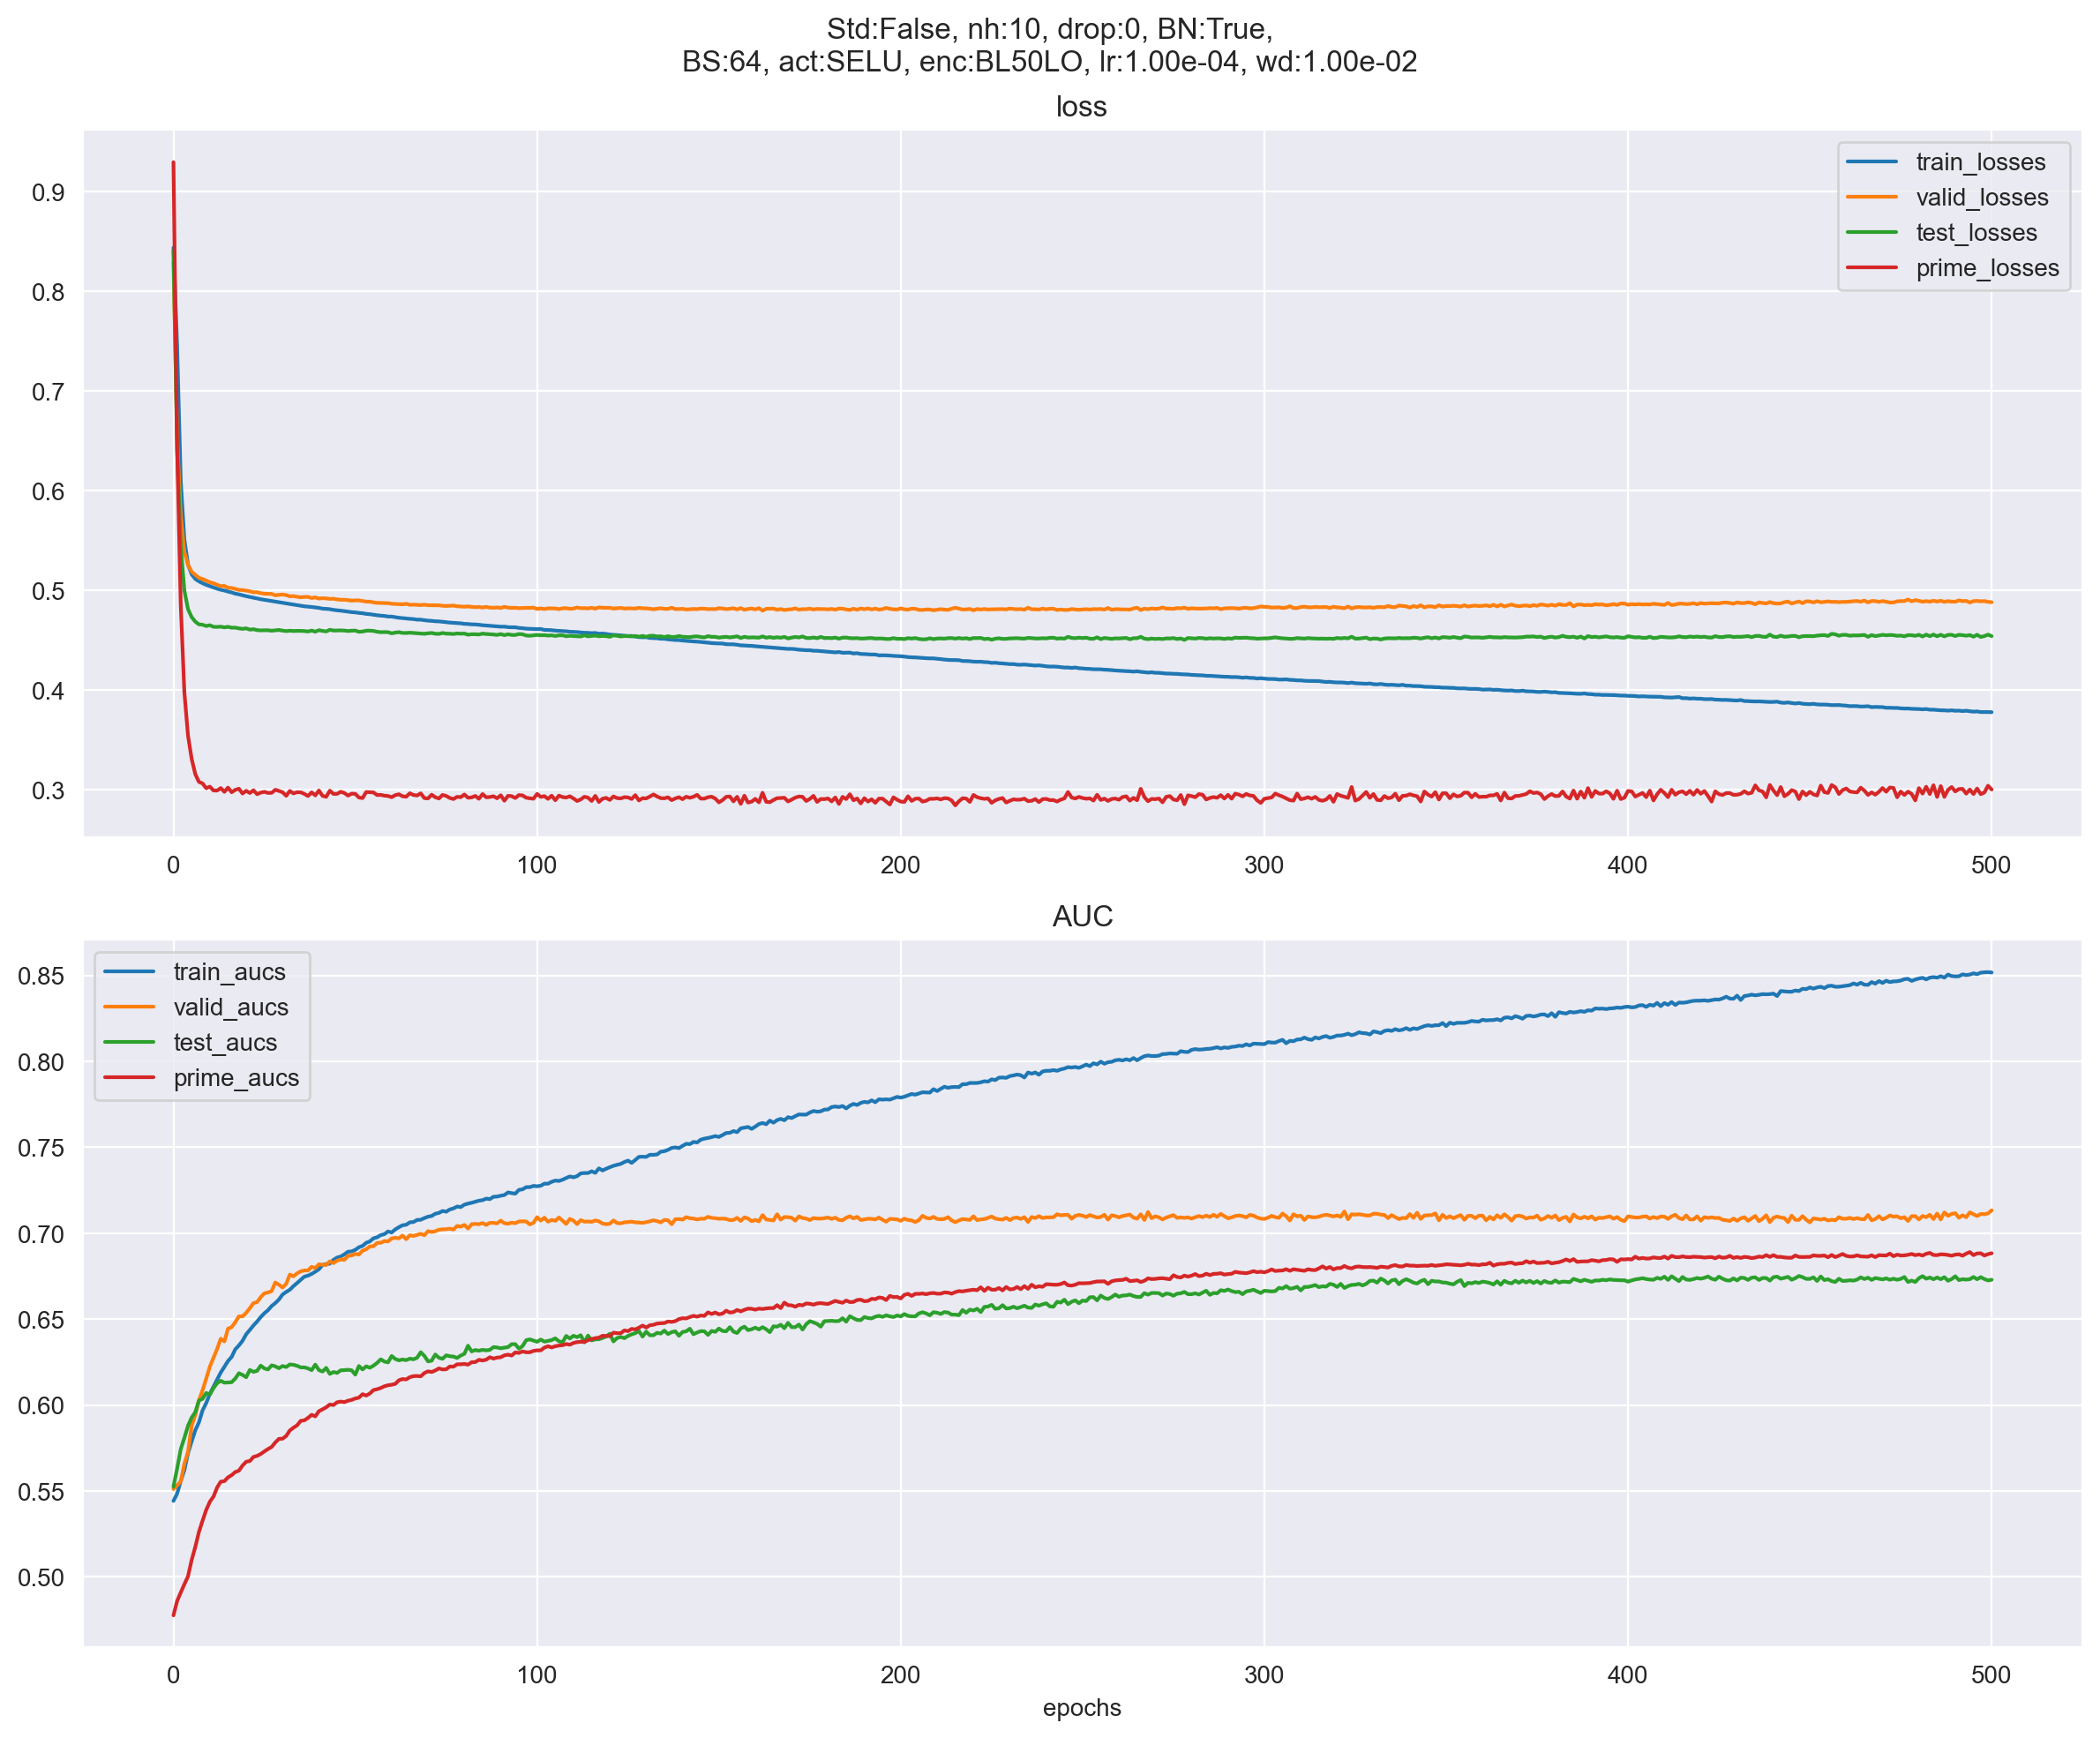 Std:False, nh:10, drop:0, BN:True,
BS:64, act:SELU, enc:BL50LO, lr:1.00e-04, wd:1.00e-02
loss
train_losses
valid_losses
test_losses
prime_losses
0.9
0.8
0.7
0.6
0.5
0.4
0.3
0 100 200 300 400 500
AUC
train_aucs
valid_aucs
test_aucs
prime_aucs
0.85
0.80
0.75
0.70
0.65
0.60
0.55
0.50
0 100 200 300 400 500
epochs